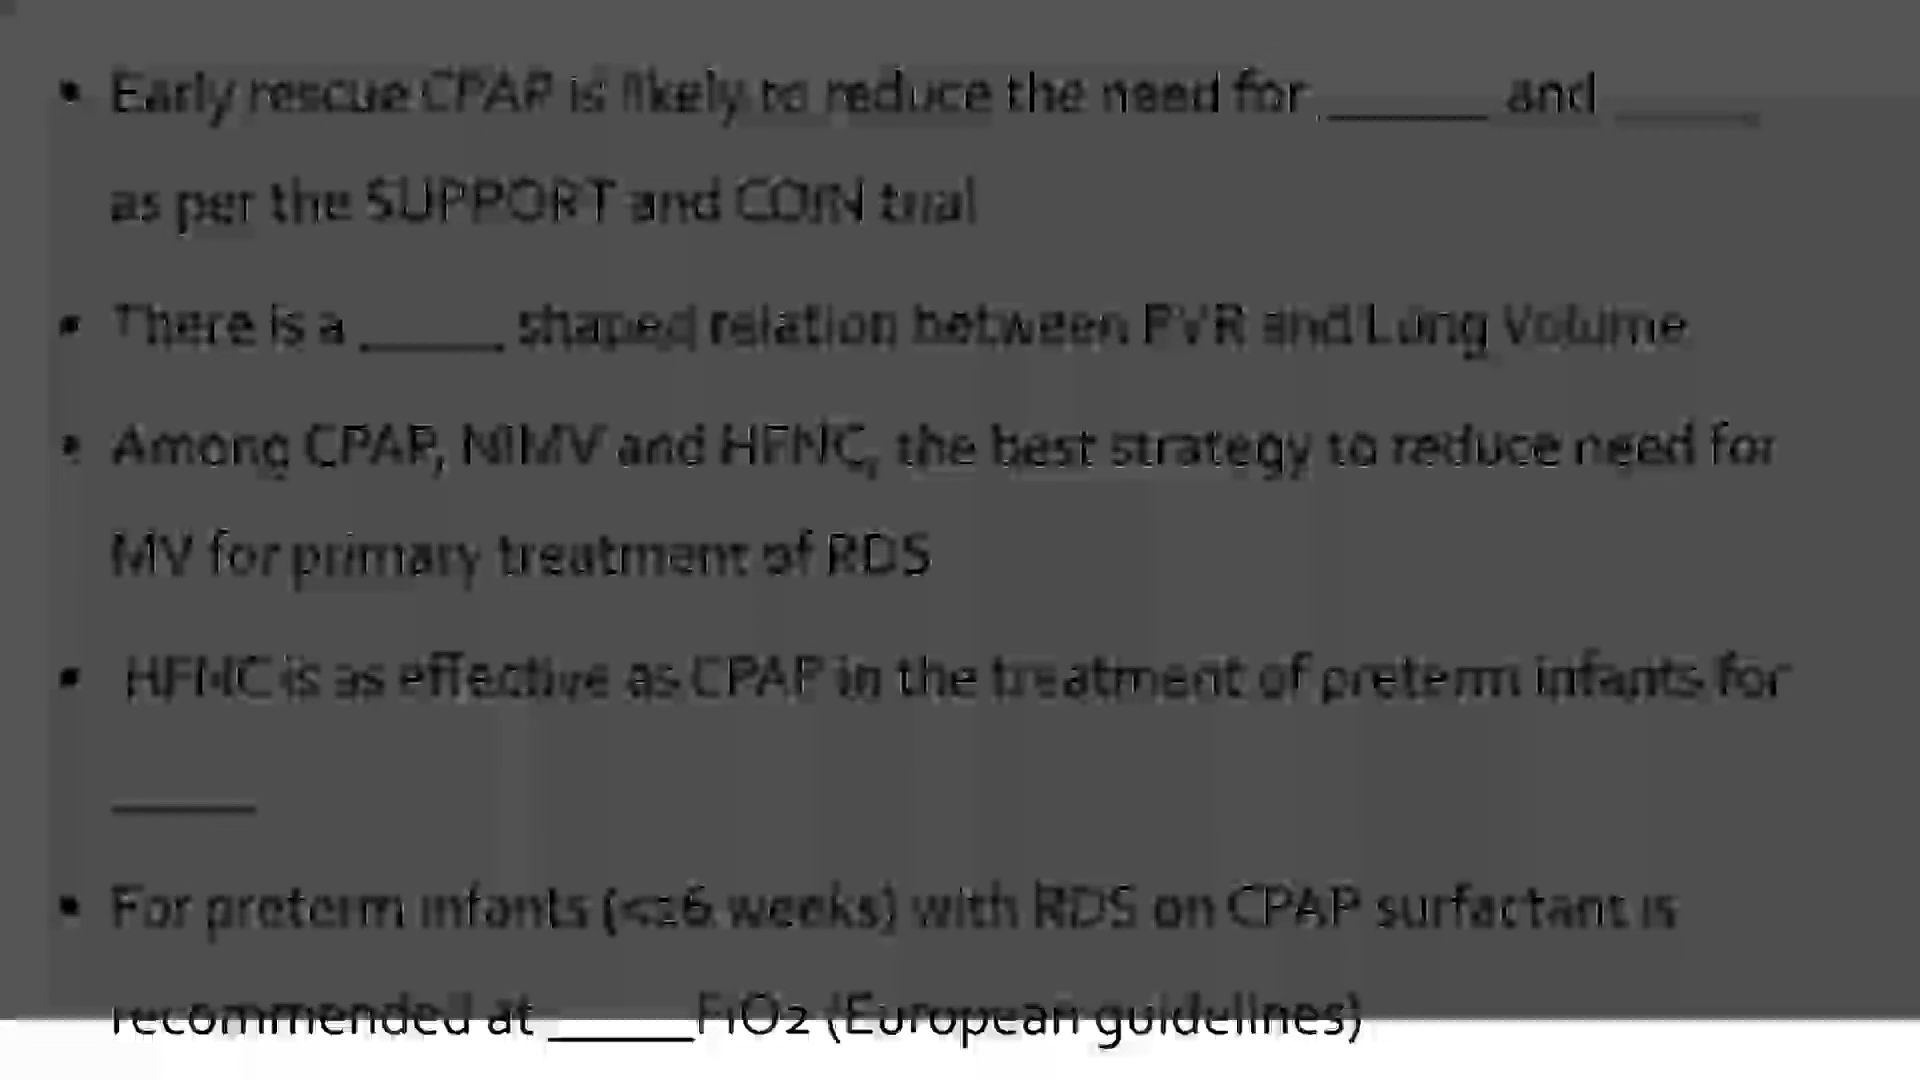 • Early rescue CPAP is likely to reduce the need for ______ and ______
as per the SUPPORT and COIN trial
• There is a ______ shaped relation between PVR and Lung Volume
• Among CPAP, NIMV and HFNC, the best strategy to reduce need for
MV for primary treatment of RDS
• HFNC is as effective as CPAP in the treatment of preterm infants for
______
• For preterm infants (<26 weeks) with RDS on CPAP surfactant is
recommended at ______FiO2 (European guidelines)